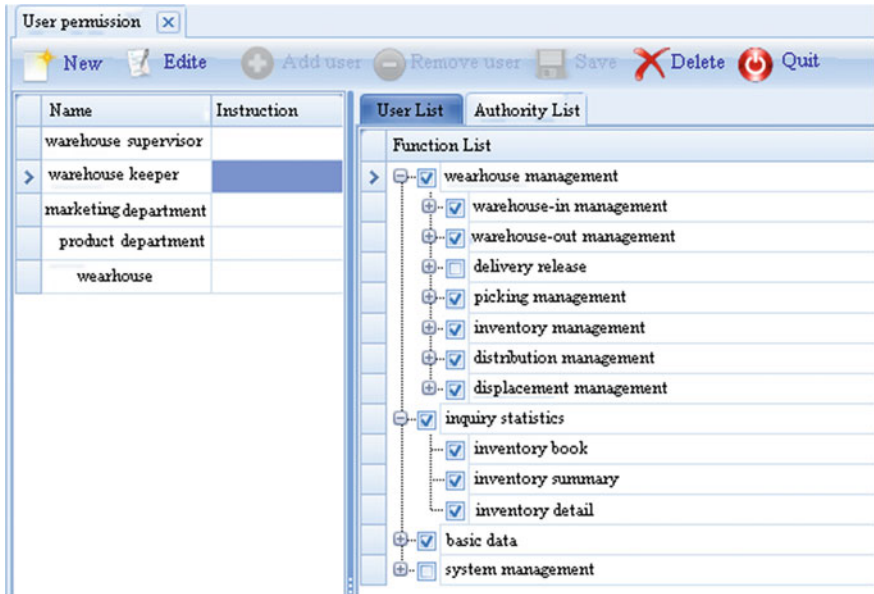 User permission
New Edite Add user Remove user Save Delete Quit
Name Instruction
warehouse supervisor
warehouse keeper
marketing department
product department
wearhouse
User List Authority List
Function List
wearhouse management
warehouse-in management
warehouse-out management
delivery release
picking management
inventory management
distribution management
displacement management
inquiry statistics
inventory book
inventory summary
inventory detail
basic data
system management